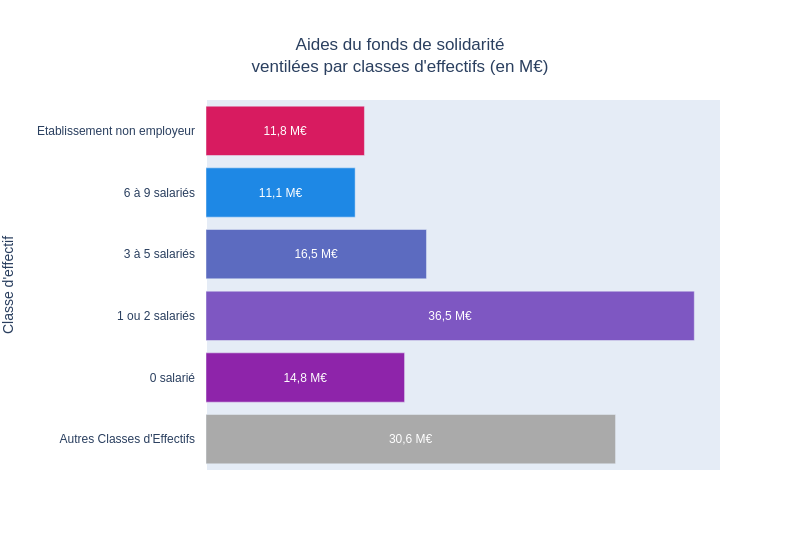 Aides du fonds de solidarité
ventilées par classes d'effectifs (en M€)
Classe d'effectif
Etablissement non employeur
11,8 M€
6 à 9 salariés
11,1 M€
3 à 5 salariés
16,5 M€
1 ou 2 salariés
36,5 M€
0 salarié
14,8 M€
Autres Classes d'Effectifs
30,6 M€